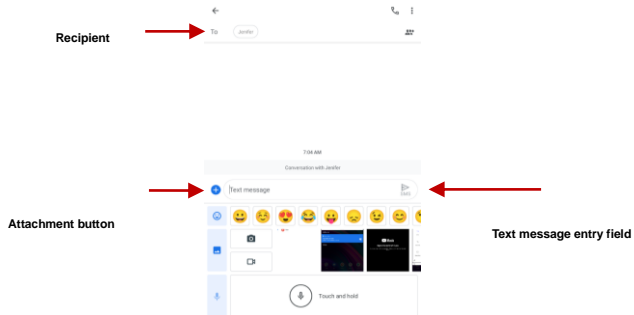 Recipient
To
Jenifer
7:04 AM
Conversation with Jenifer
Text message
Attachment button
Text message entry field
Touch and hold